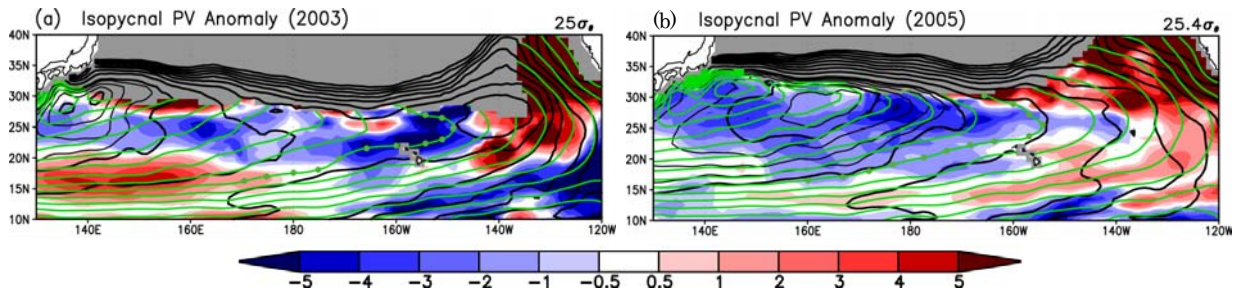 (a) Isopycnal PV Anomaly (2003) 25σθ
(b) Isopycnal PV Anomaly (2005) 25.4σθ
40N
35N
30N
25N
20N
15N
10N
140E 160E 180 160W 140W 120W
40N
35N
30N
25N
20N
15N
10N
140E 160E 180 160W 140W 120W
−5 −4 −3 −2 −1 −0.5 0.5 1 2 3 4 5